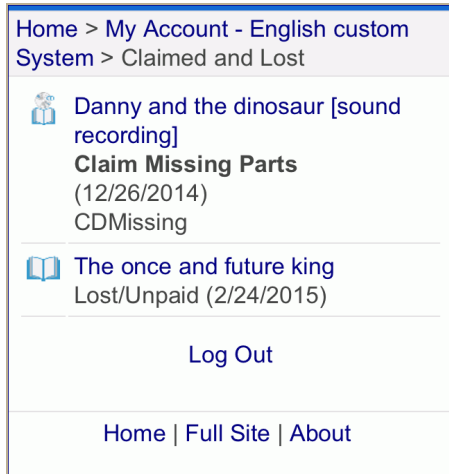 Home > My Account - English custom
System > Claimed and Lost
Danny and the dinosaur [sound
recording]
Claim Missing Parts
(12/26/2014)
CDMissing
The once and future king
Lost/Unpaid (2/24/2015)
Log Out
Home | Full Site | About